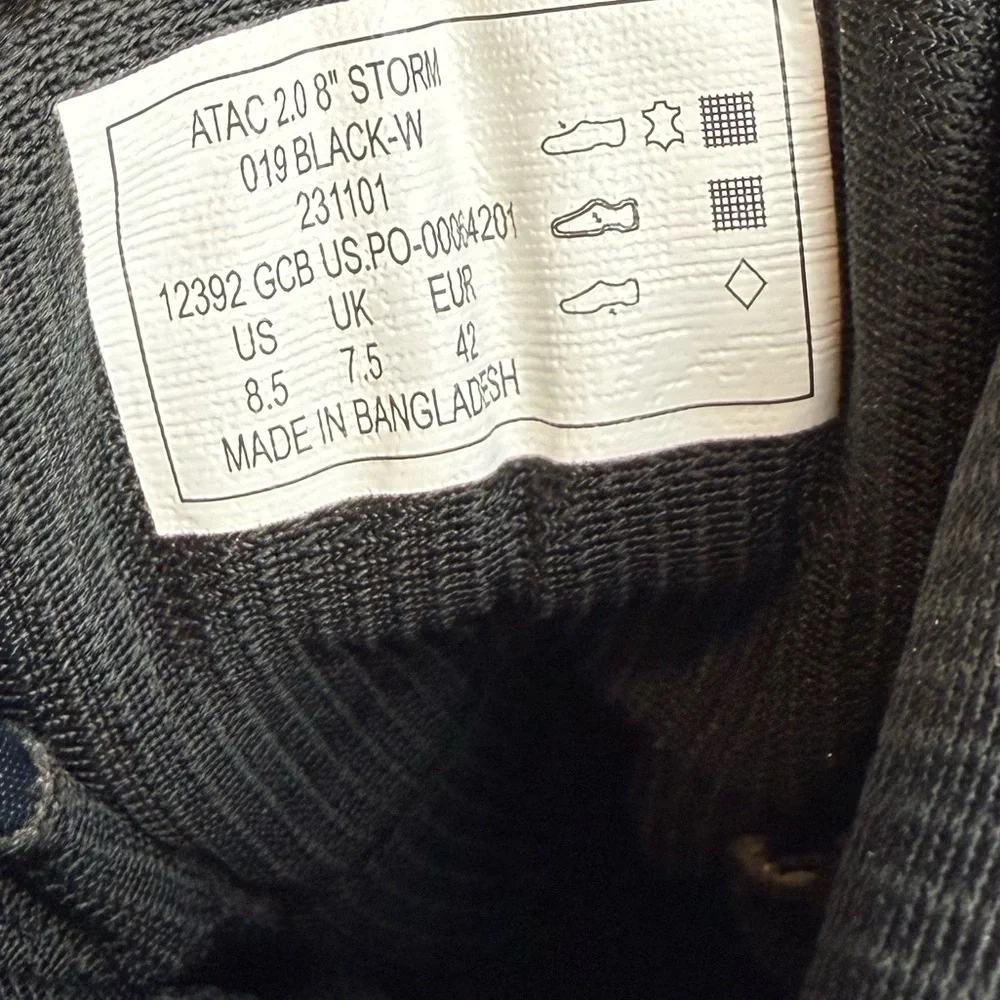 ATAC 2.0 8" STORM
019 BLACK-W
231101
12392 GCB US.PO-00064201
US UK EUR
8.5 7.5 42
MADE IN BANGLADESH